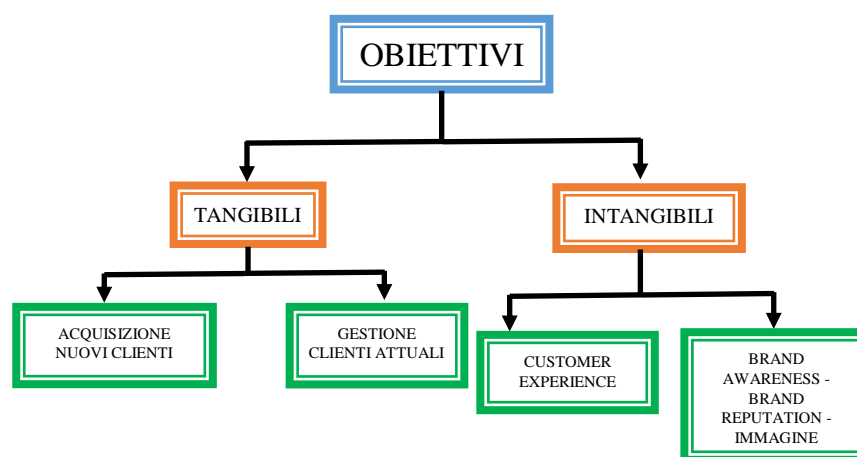 OBIETTIVI
TANGIBILI
INTANGIBILI
ACQUISIZIONE
NUOVI CLIENTI
GESTIONE
CLIENTI ATTUALI
CUSTOMER
EXPERIENCE
BRAND
AWARENESS -
BRAND
REPUTATION -
IMMAGINE